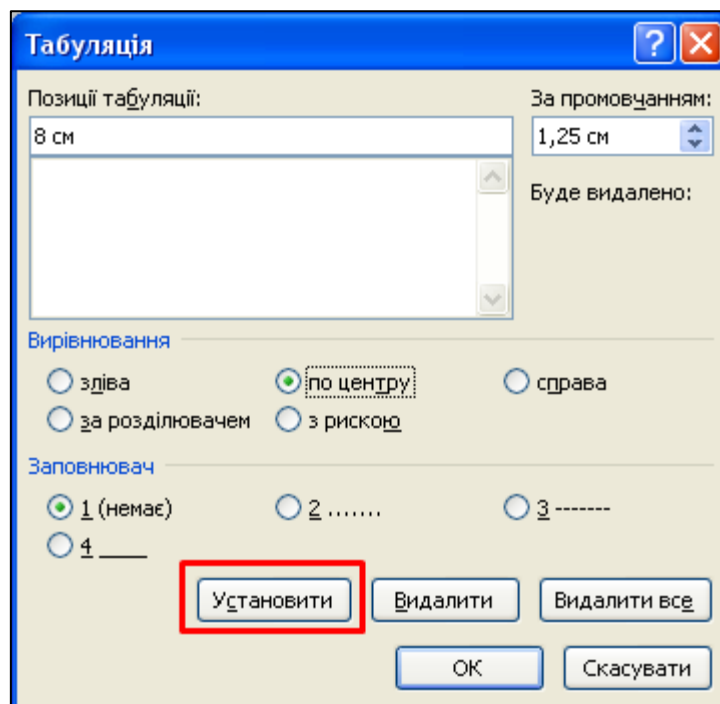 Табуляція
Позиції табуляції:
За промовчанням:
8 см
1,25 см
Буде видалено:
Вирівнювання
зліва
по центру
справа
за розділювачем
з рискою
Заповнювач
1 (немає)
2 .......
3 -------
4 ____
Установити
Видалити
Видалити все
ОК
Скасувати